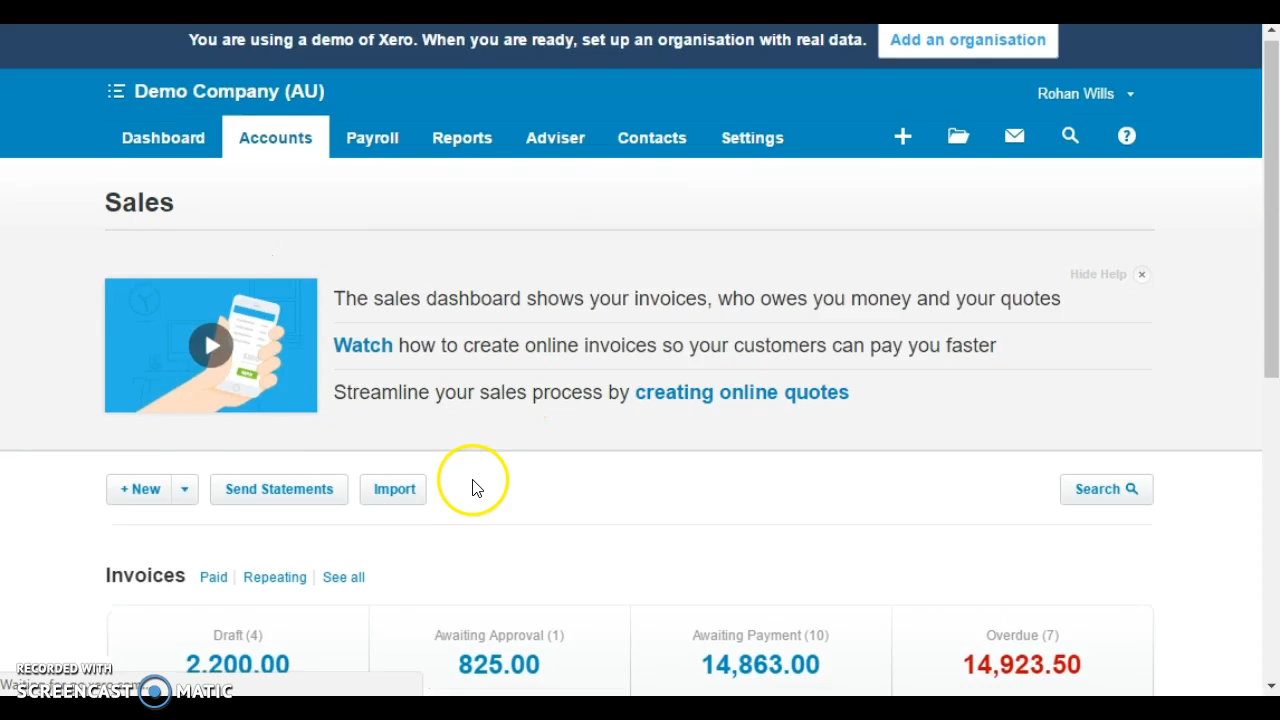 You are using a demo of Xero. When you are ready, set up an organisation with real data. Add an organisation
Demo Company (AU)
Rohan Wills
Dashboard Accounts Payroll Reports Adviser Contacts Settings
Sales
Hide Help
The sales dashboard shows your invoices, who owes you money and your quotes
Watch how to create online invoices so your customers can pay you faster
Streamline your sales process by creating online quotes
+ New Send Statements Import Search
Invoices Paid Repeating See all
Draft (4) Awaiting Approval (1) Awaiting Payment (10) Overdue (7)
2,200.00 825.00 14,863.00 14,923.50
RECORDED WITH
Waiting for
SCREENCAST MATIC